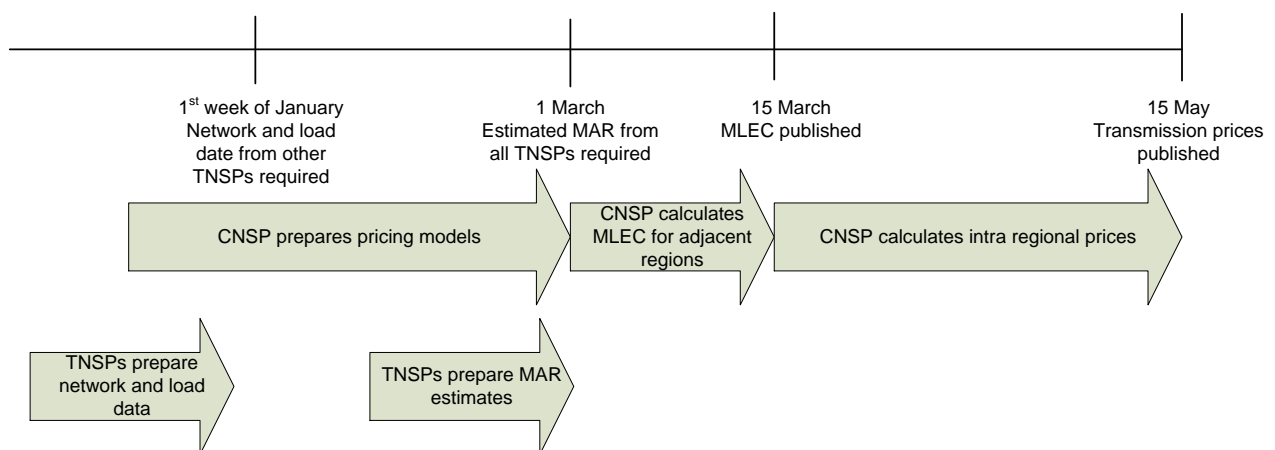 1st week of January
Network and load
date from other
TNSPs required
1 March
Estimated MAR from
all TNSPs required
15 March
MLEC published
15 May
Transmission prices
published
CNSP prepares pricing models
CNSP calculates
MLEC for adjacent
regions
CNSP calculates intra regional prices
TNSPs prepare
network and load
data
TNSPs prepare MAR
estimates